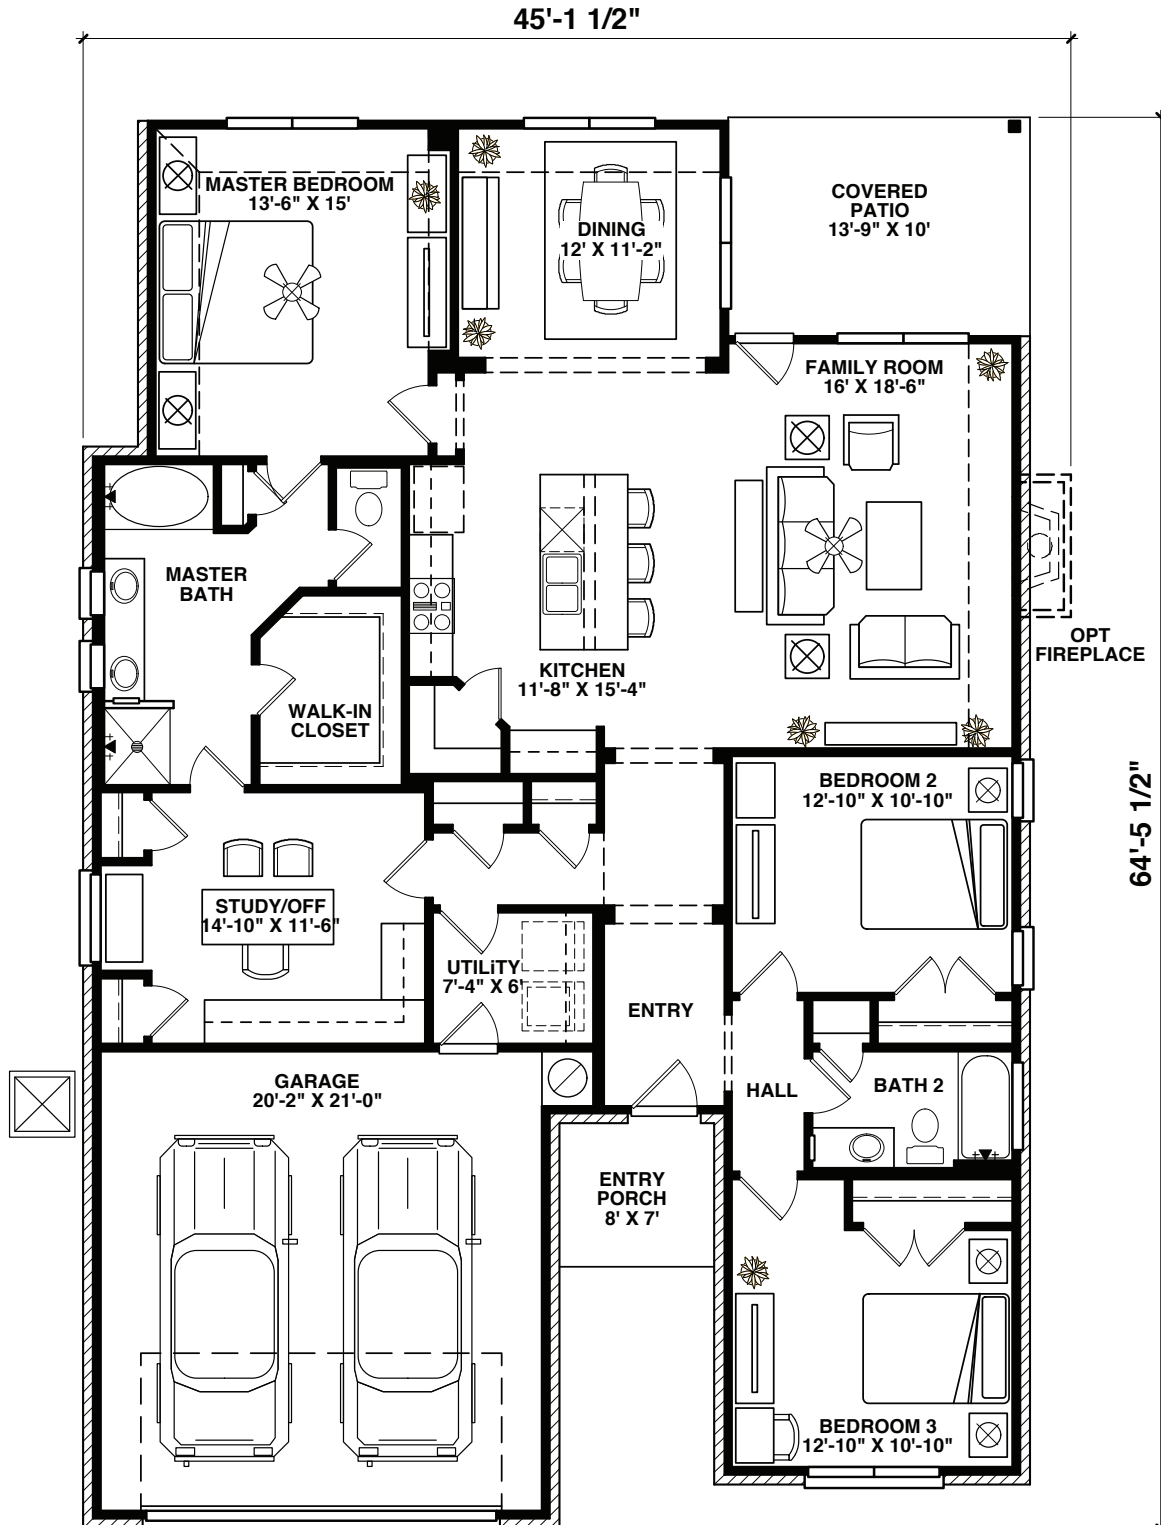 45'-1 1/2"
MASTER BEDROOM
13'-6" X 15'
DINING
12' X 11'-2"
COVERED
PATIO
13'-9" X 10'
FAMILY ROOM
16' X 18'-6"
MASTER
BATH
OPT
FIREPLACE
KITCHEN
11'-8" X 15'-4"
WALK-IN
CLOSET
BEDROOM 2
12'-10" X 10'-10"
64'-5 1/2"
STUDY/OFF
14'-10" X 11'-6"
UTILiTY
7'-4" X 6'
ENTRY
GARAGE
20'-2" X 21'-0"
HALL
BATH 2
ENTRY
PORCH
8' X 7'
BEDROOM 3
12'-10" X 10'-10"